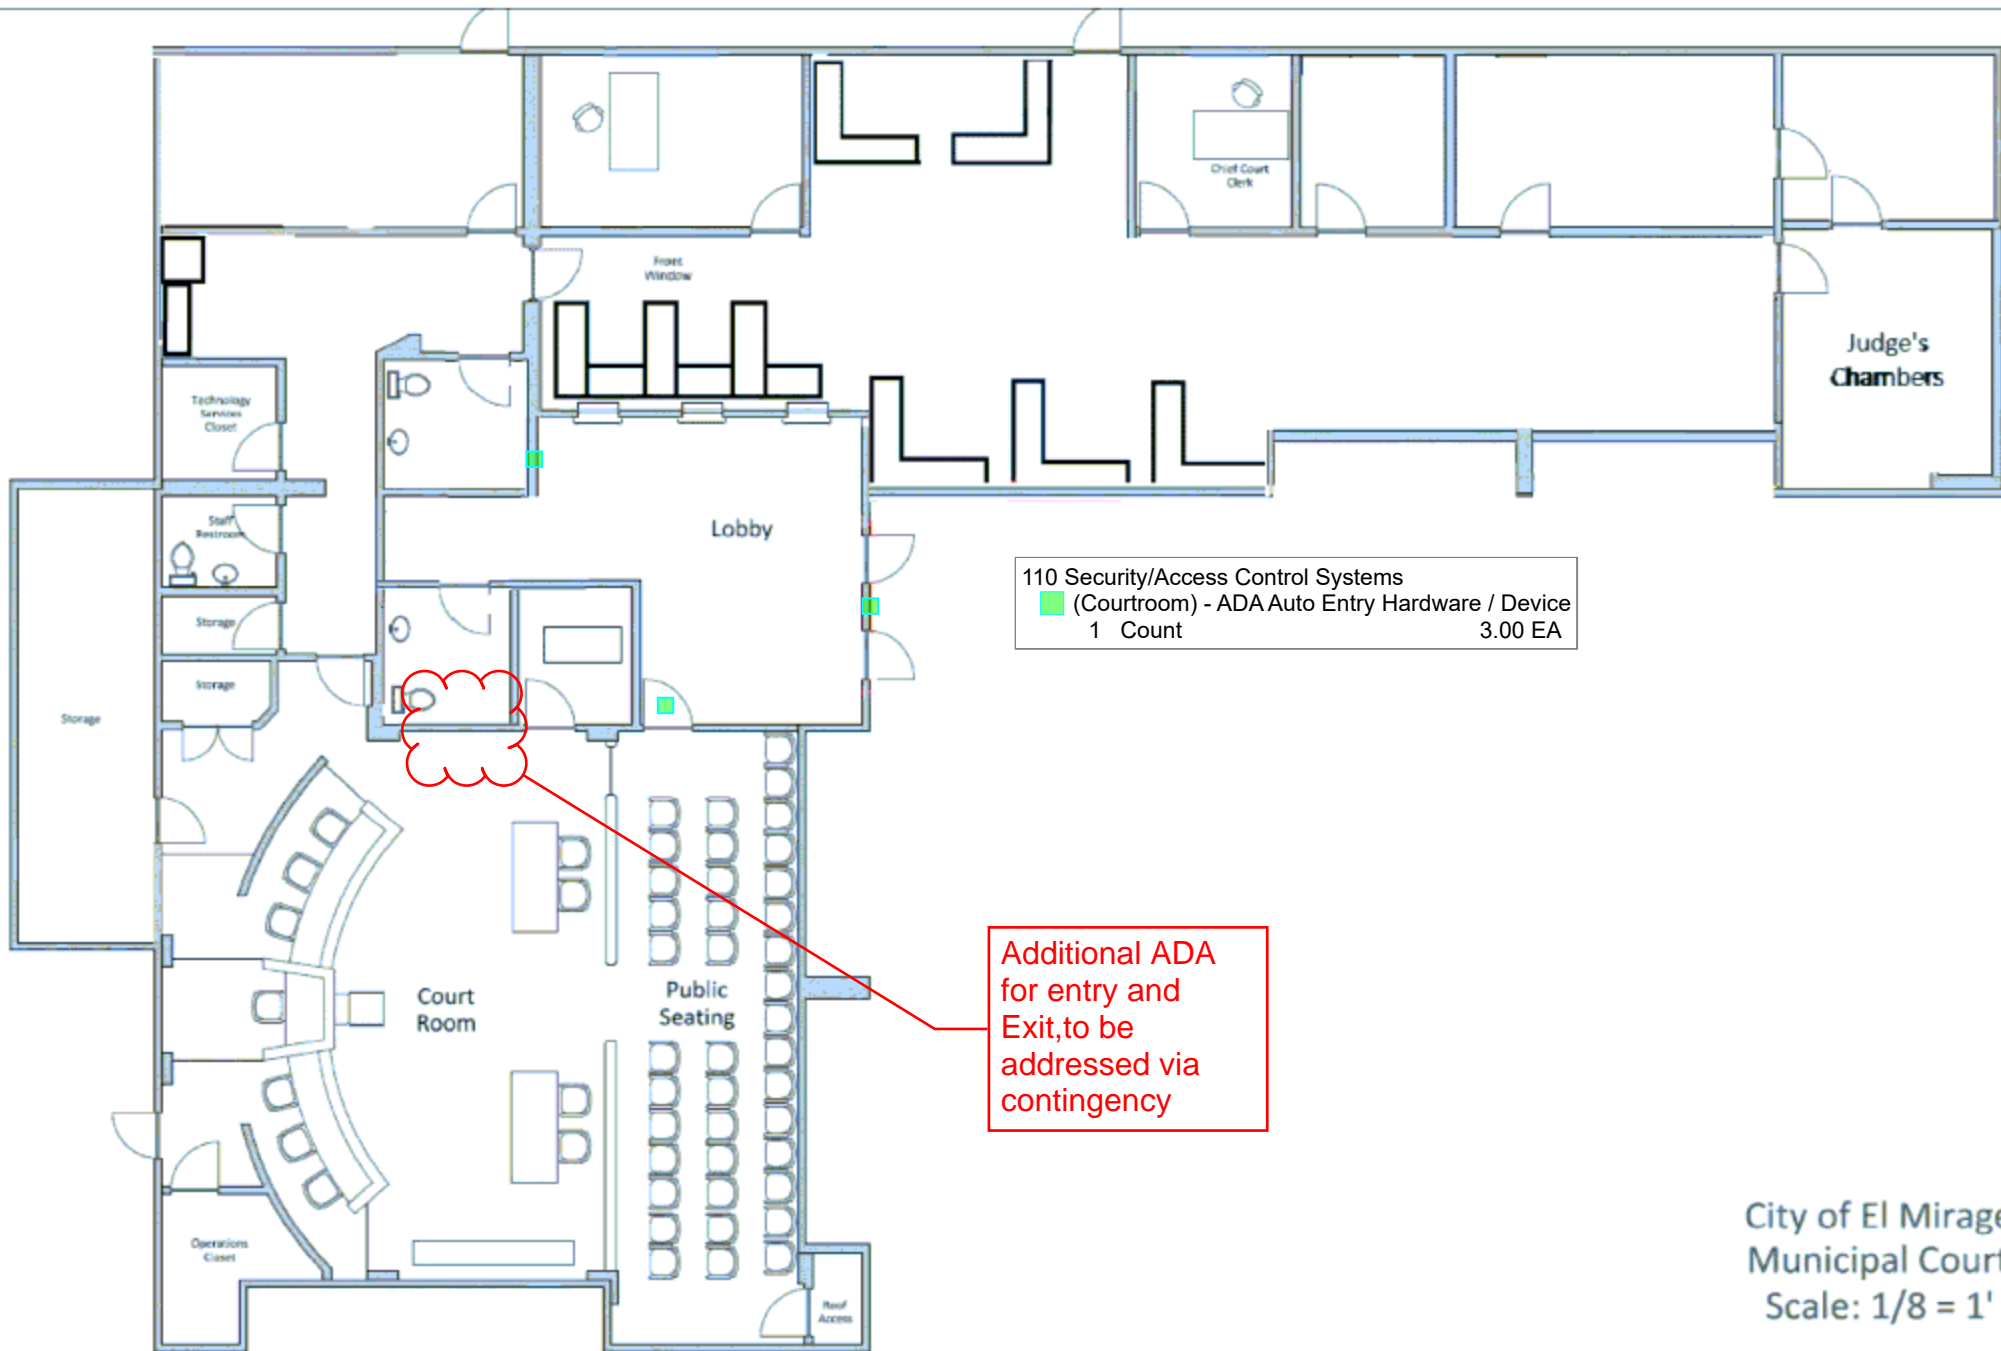 Chief Court
Clerk
Front
Window
Judge's
Chambers
Technology
Services
Closet
Lobby
Staff
Restroom
110 Security/Access Control Systems
(Courtroom) - ADA Auto Entry Hardware / Device
1 Count 3.00 EA
Storage
Storage
Storage
Additional ADA
for entry and
Exit,to be
addressed via
contingency
Court
Room
Public
Seating
Operations
Closet
Roof
Access
City of El Mirage
Municipal Court
Scale: 1/8 = 1'